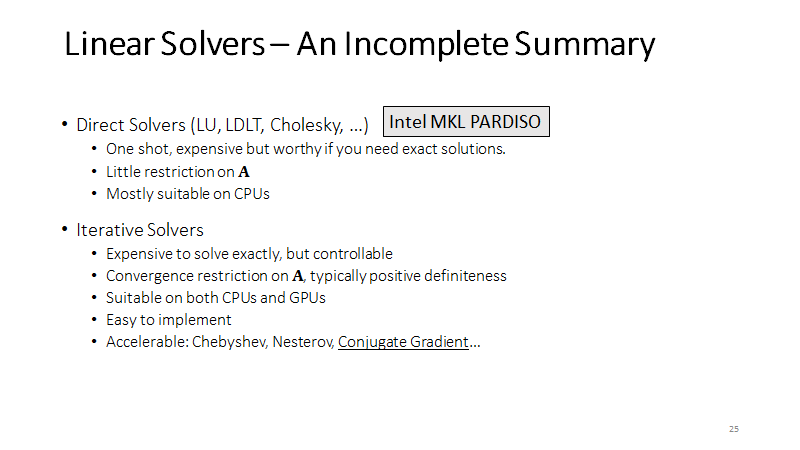 Linear Solvers – An Incomplete Summary
• Direct Solvers (LU, LDLT, Cholesky, …) Intel MKL PARDISO
• One shot, expensive but worthy if you need exact solutions.
• Little restriction on A
• Mostly suitable on CPUs
• Iterative Solvers
• Expensive to solve exactly, but controllable
• Convergence restriction on A, typically positive definiteness
• Suitable on both CPUs and GPUs
• Easy to implement
• Accelerable: Chebyshev, Nesterov, Conjugate Gradient…
25